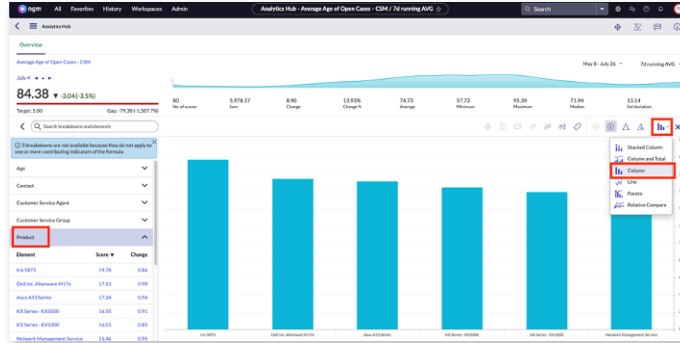 ngm All Favorites History Workspaces Admin
Analytics Hub - Average Age of Open Cases - CSM / 7d running AVG
Search
Analytics Hub
Overview
Average Age of Open Cases - CSM
May 8 - July 26
7d running AVG
July 4
84.38 -3.04 (-3.5%)
Target: 5.00
80 5,978.17 8.90 13.93% 74.73 57.72 95.39 71.94 13.14
No. of scores Sum Change Change % Average Minimum Maximum Median Std deviation
Search breakdowns and elements
3 breakdowns are not available because they do not apply to
one or more contributing indicators of the formula
Age
Contact
Customer Service Agent
Customer Service Group
Product
Element Score Change
Iris 5875 19.78 0.86
Dell Inc. Alienware M17x 17.53 0.90
Asus A53 Series 17.24 0.94
KX Series - KX5000 16.55 0.91
KX Series - KX3000 16.01 0.85
Network Management Service 15.46 0.95
Stacked Column
Column and Total
Column
Line
Pareto
Relative Compare
Iris 5875 Dell Inc. Alienware M17x Asus A53 Series KX Series - KX5000 KX Series - KX3000 Network Management Service